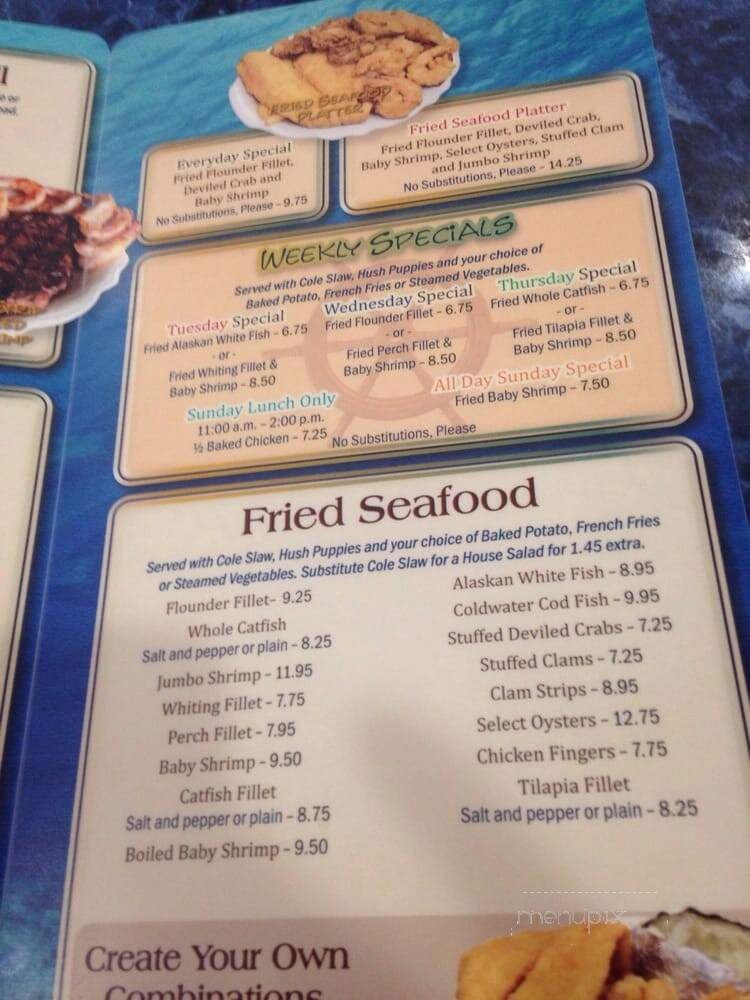 FRIED SEAFOOD
PLATTER
Everyday Special
Fried Flounder Fillet,
Deviled Crab and
Baby Shrimp
No Substitutions, Please - 9.75
Fried Seafood Platter
Fried Flounder Fillet, Deviled Crab,
Baby Shrimp, Select Oysters, Stuffed Clam
and Jumbo Shrimp
No Substitutions, Please - 14.25
WEEKLY SPECIALS
Served with Cole Slaw, Hush Puppies and your choice of
Baked Potato, French Fries or Steamed Vegetables.
Tuesday Special
Fried Alaskan White Fish - 6.75
- or -
Fried Whiting Fillet &
Baby Shrimp - 8.50
Wednesday Special
Fried Flounder Fillet - 6.75
- or -
Fried Perch Fillet &
Baby Shrimp - 8.50
Thursday Special
Fried Whole Catfish - 6.75
- or -
Fried Tilapia Fillet &
Baby Shrimp - 8.50
Sunday Lunch Only
11:00 a.m. - 2:00 p.m.
½ Baked Chicken - 7.25
All Day Sunday Special
Fried Baby Shrimp - 7.50
No Substitutions, Please
Fried Seafood
Served with Cole Slaw, Hush Puppies and your choice of Baked Potato, French Fries
or Steamed Vegetables. Substitute Cole Slaw for a House Salad for 1.45 extra.
Flounder Fillet- 9.25
Whole Catfish
Salt and pepper or plain - 8.25
Jumbo Shrimp - 11.95
Whiting Fillet - 7.75
Perch Fillet - 7.95
Baby Shrimp - 9.50
Catfish Fillet
Salt and pepper or plain - 8.75
Boiled Baby Shrimp - 9.50
Alaskan White Fish - 8.95
Coldwater Cod Fish - 9.95
Stuffed Deviled Crabs - 7.25
Stuffed Clams - 7.25
Clam Strips - 8.95
Select Oysters - 12.75
Chicken Fingers - 7.75
Tilapia Fillet
Salt and pepper or plain - 8.25
menupix
Create Your Own
Combinations